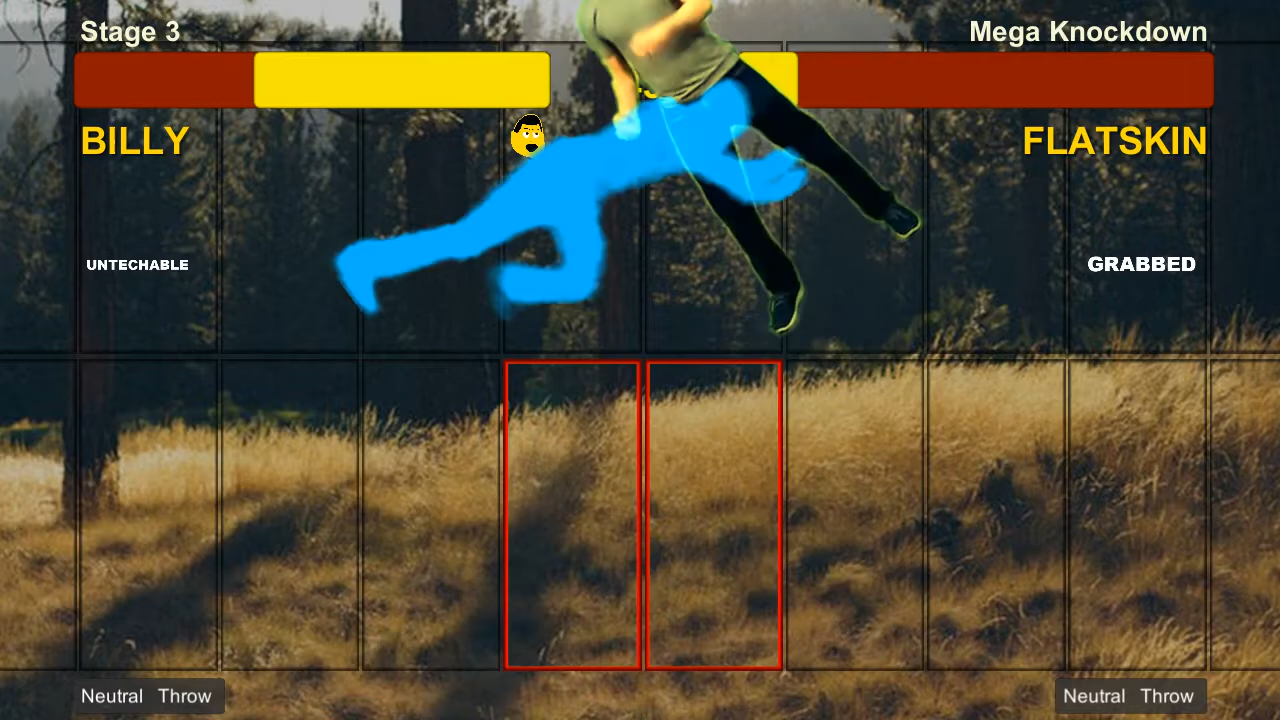 Stage 3
Mega Knockdown
BILLY
FLATSKIN
UNTECHABLE
GRABBED
Neutral Throw
Neutral Throw